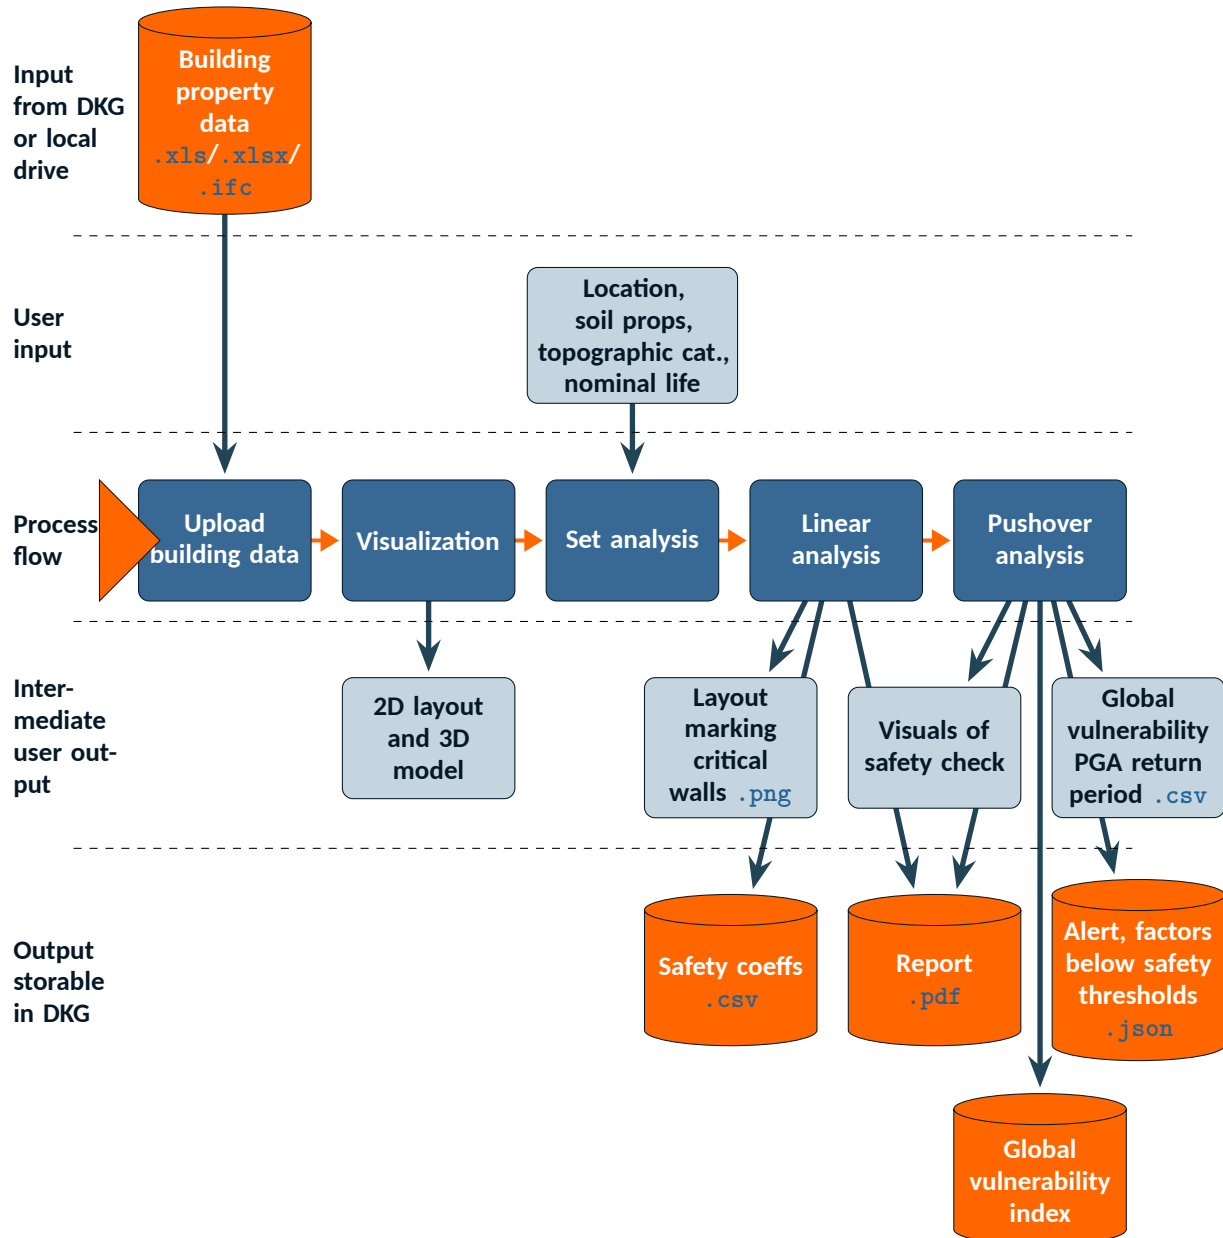 Input
from DKG
or local
drive
Building
property
data
.xls/.xlsx/
.ifc
User
input
Location,
soil props,
topographic cat.,
nominal life
Process
flow
Upload
building data
Visualization
Set analysis
Linear
analysis
Pushover
analysis
Inter-
mediate
user out-
put
2D layout
and 3D
model
Layout
marking
critical
walls .png
Visuals of
safety check
Global
vulnerability
PGA return
period .csv
Output
storable
in DKG
Safety coeffs
.csv
Report
.pdf
Alert, factors
below safety
thresholds
.json
Global
vulnerability
index